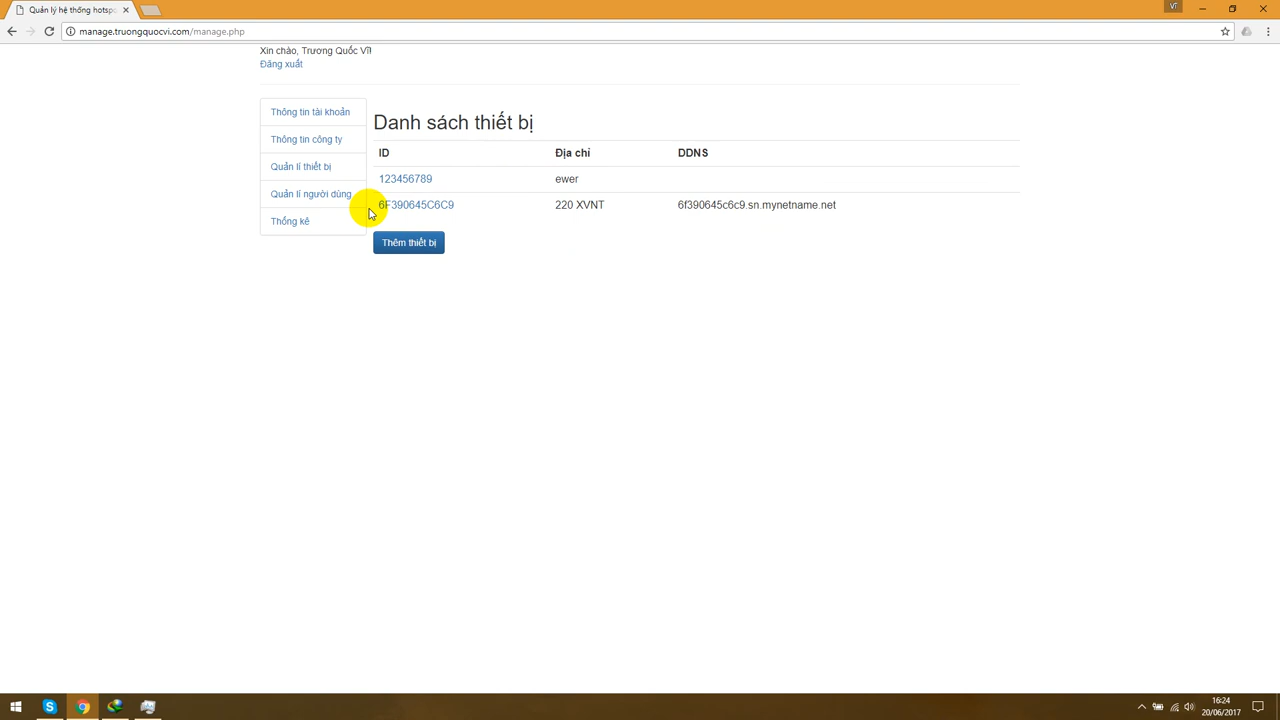 Quản lý hệ thống hotspo
VI
manage.truongquocvi.com/manage.php
Xin chào, Trương Quốc Vĩ!
Đăng xuất
Thông tin tài khoản
Thông tin công ty
Quản lí thiết bị
Quản lí người dùng
Thống kê
Danh sách thiết bị
ID Địa chỉ DDNS
123456789 ewer
6F390645C6C9 220 XVNT 6f390645c6c9.sn.mynetname.net
Thêm thiết bị
16:24
20/06/2017